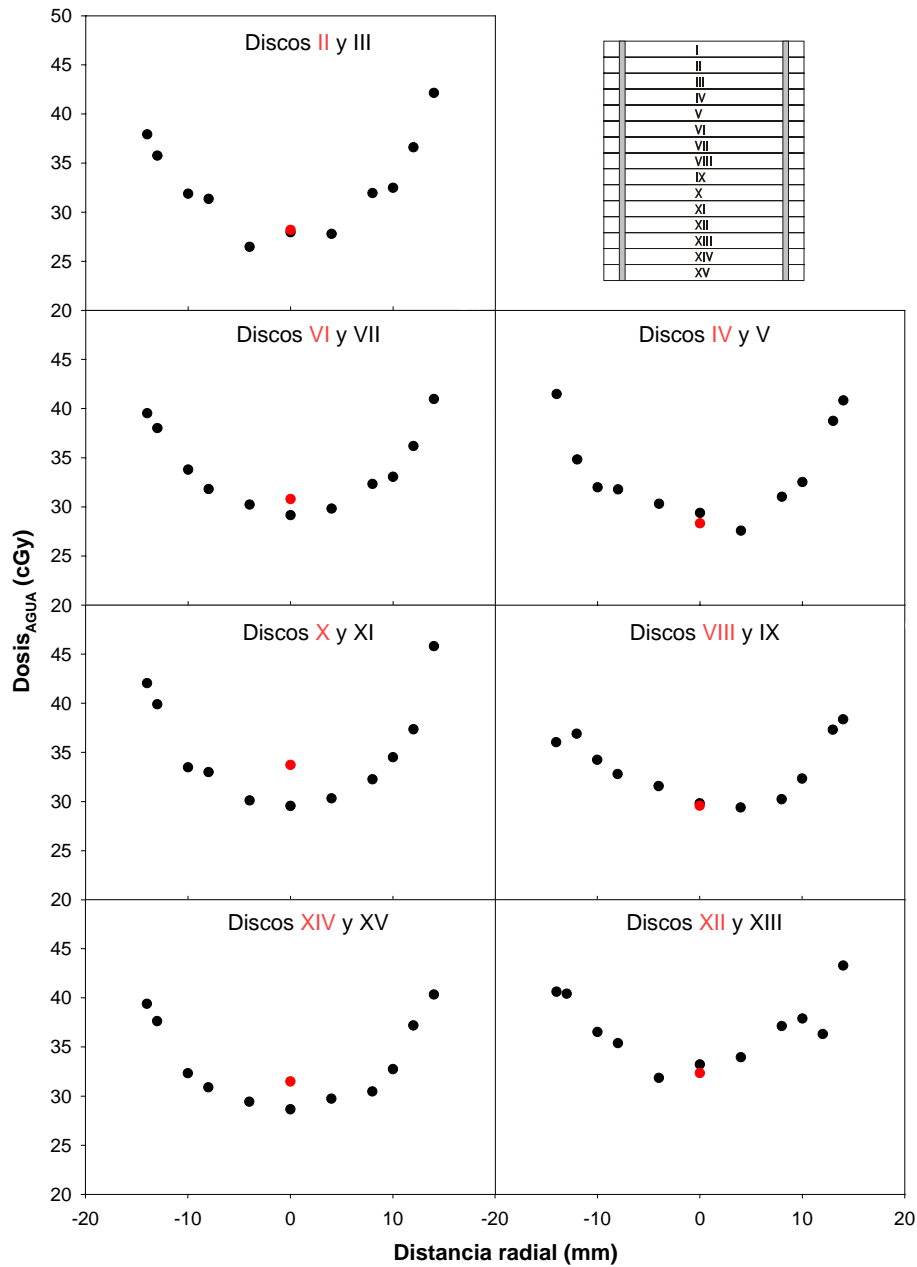 50
45
40
35
30
25
20
Discos II y III
I
II
III
IV
V
VI
VII
VIII
IX
X
XI
XII
XIII
XIV
XV
45
40
35
30
25
20
Discos VI y VII
Discos IV y V
45
40
35
30
25
20
Discos X y XI
Discos VIII y IX
45
40
35
30
25
20
Discos XIV y XV
Discos XII y XIII
-20 -10 0 10 -20 -10 0 10 20
Dosis AGUA (cGy)
Distancia radial (mm)